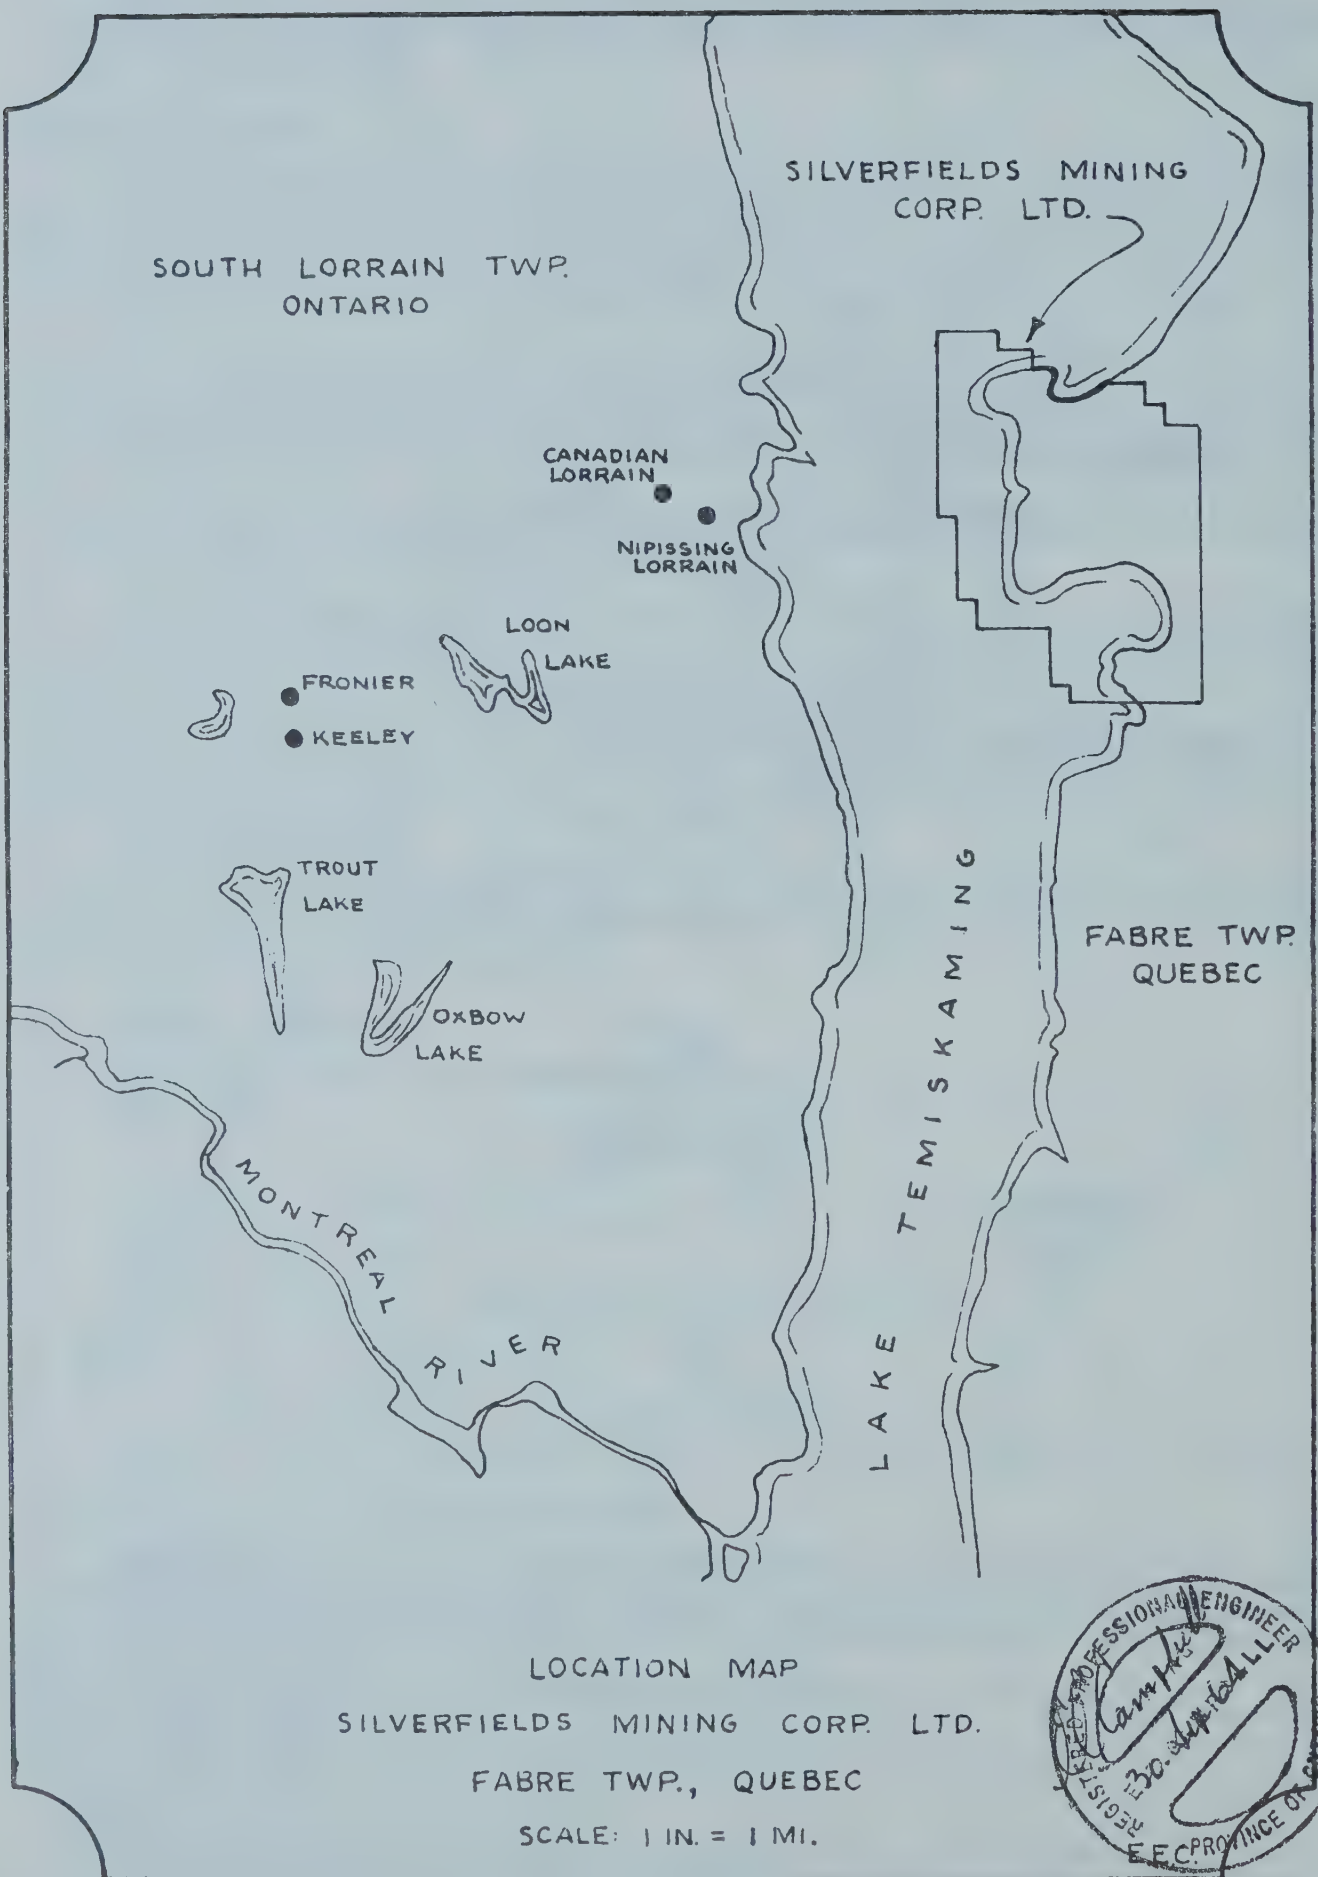 SILVERFIELDS MINING
CORP. LTD.
SOUTH LORRAIN TWP.
ONTARIO
CANADIAN
LORRAIN
NIPISSING
LORRAIN
LOON
LAKE
FRONIER
KEELEY
TROUT
LAKE
OXBOW
LAKE
FABRE TWP.
QUEBEC
LAKE TEMISKAMING
MONTREAL RIVER
LOCATION MAP
SILVERFIELDS MINING CORP. LTD.
FABRE TWP., QUEBEC
SCALE: 1 IN. = 1 MI.
REGISTERED PROFESSIONAL ENGINEER
PROVINCE OF
E.E.C.